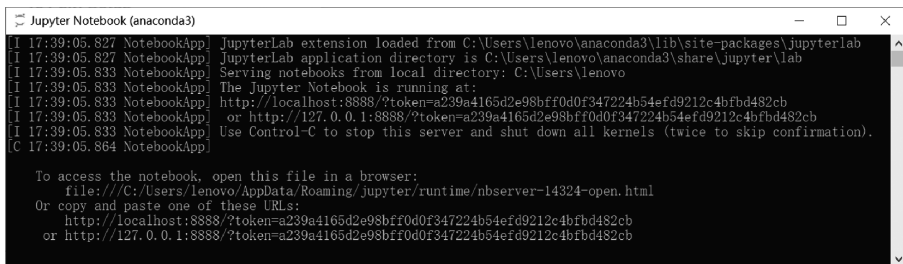 Jupyter Notebook (anaconda3)
[I 17:39:05.827 NotebookApp] JupyterLab extension loaded from C:\Users\lenovo\anaconda3\lib\site-packages\jupyterlab
[I 17:39:05.827 NotebookApp] JupyterLab application directory is C:\Users\lenovo\anaconda3\share\jupyter\lab
[I 17:39:05.833 NotebookApp] Serving notebooks from local directory: C:\Users\lenovo
[I 17:39:05.833 NotebookApp] The Jupyter Notebook is running at:
[I 17:39:05.833 NotebookApp] http://localhost:8888/?token=a239a4165d2e98bff0d0f347224b54efd9212c4bfbd482cb
[I 17:39:05.833 NotebookApp]  or http://127.0.0.1:8888/?token=a239a4165d2e98bff0d0f347224b54efd9212c4bfbd482cb
[I 17:39:05.833 NotebookApp] Use Control-C to stop this server and shut down all kernels (twice to skip confirmation).
[C 17:39:05.864 NotebookApp]
To access the notebook, open this file in a browser:
file:///C:/Users/lenovo/AppData/Roaming/jupyter/runtime/nbserver-14324-open.html
Or copy and paste one of these URLs:
http://localhost:8888/?token=a239a4165d2e98bff0d0f347224b54efd9212c4bfbd482cb
or http://127.0.0.1:8888/?token=a239a4165d2e98bff0d0f347224b54efd9212c4bfbd482cb